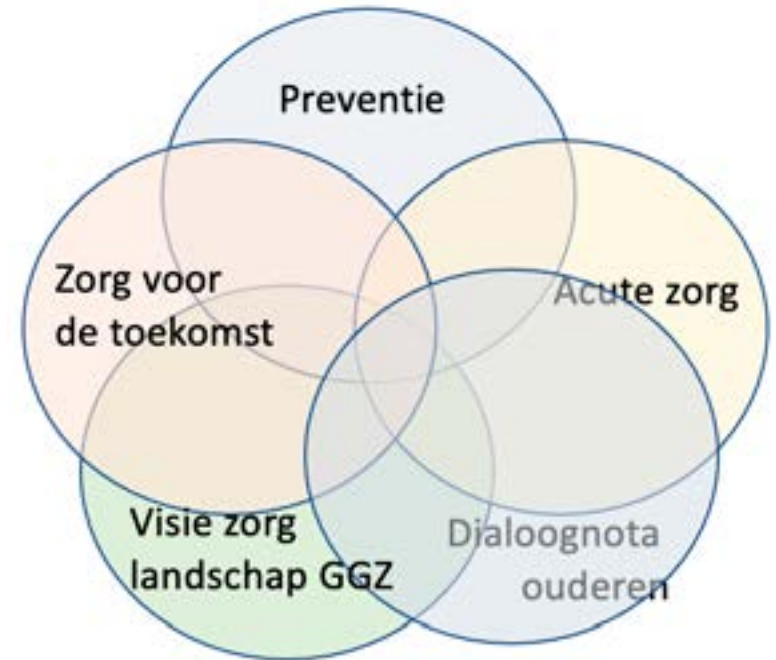 Preventie
Zorg voor
de toekomst
Acute zorg
Visie zorg
landschap GGZ
Dialoognota
ouderen